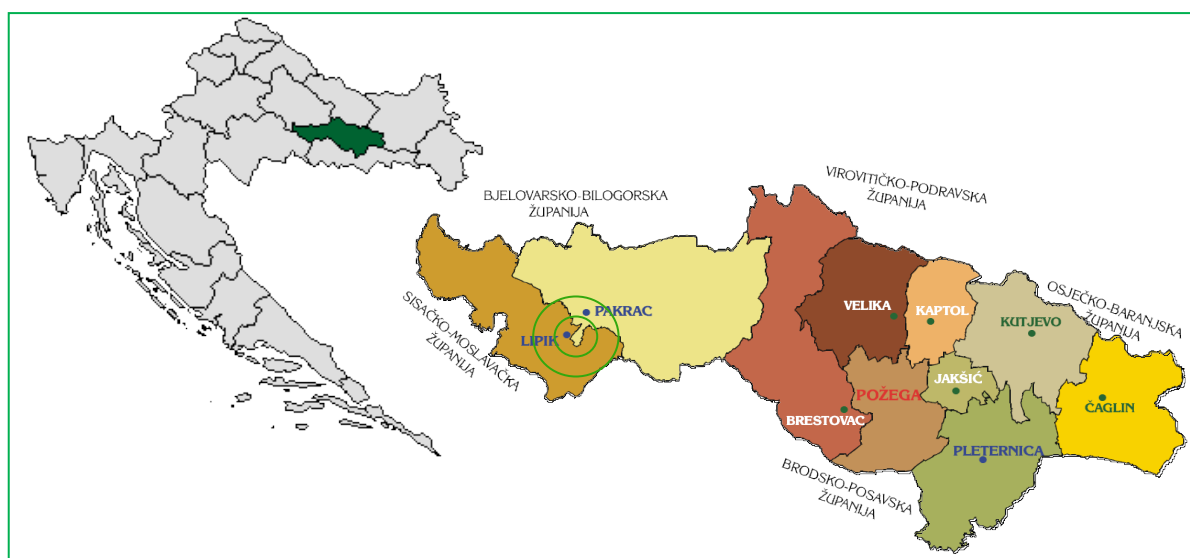 VIROVITIČKO-PODRAVSKA
ŽUPANIJA
BJELOVARSKO-BILOGORSKA
ŽUPANIJA
SISAČKO-MOSLAVAČKA
ŽUPANIJA
OSJEČKO-BARANJSKA
ŽUPANIJA
PAKRAC
LIPIK
VELIKA
KAPTOL
KUTJEVO
JAKŠIĆ
POŽEGA
BRESTOVAC
ČAGLIN
PLETERNICA
BRODSKO-POSAVSKA
ŽUPANIJA